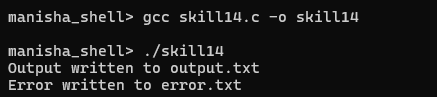 manisha_shell> gcc skill14.c -o skill14
manisha_shell> ./skill14
Output written to output.txt
Error written to error.txt